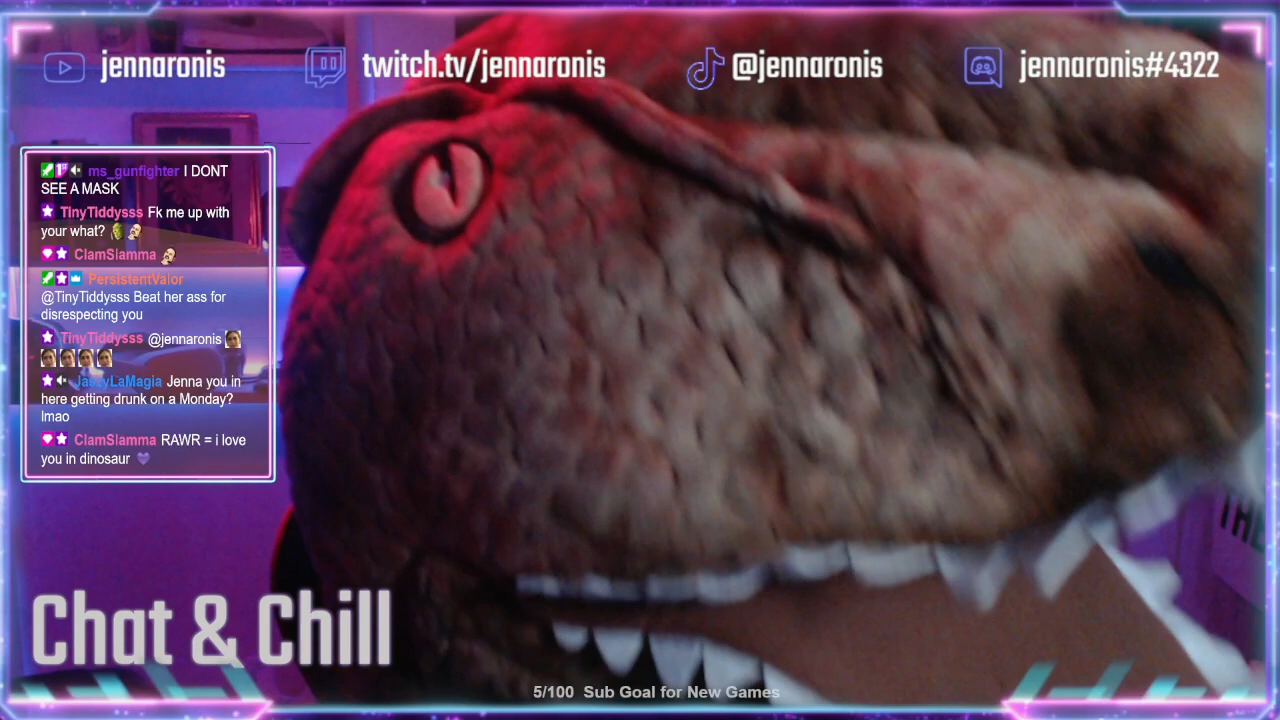 jennaronis
twitch.tv/jennaronis
@jennaronis
jennaronis#4322
ms_gunfighter I DONT
SEE A MASK
TinyTiddysss Fk me up with
your what?
ClamSlamma
PersistentValor
@TinyTiddysss Beat her ass for
disrespecting you
TinyTiddysss @jennaronis
JazzyLaMagia Jenna you in
here getting drunk on a Monday?
lmao
ClamSlamma RAWR = i love
you in dinosaur
Chat & Chill
5/100 Sub Goal for New Games